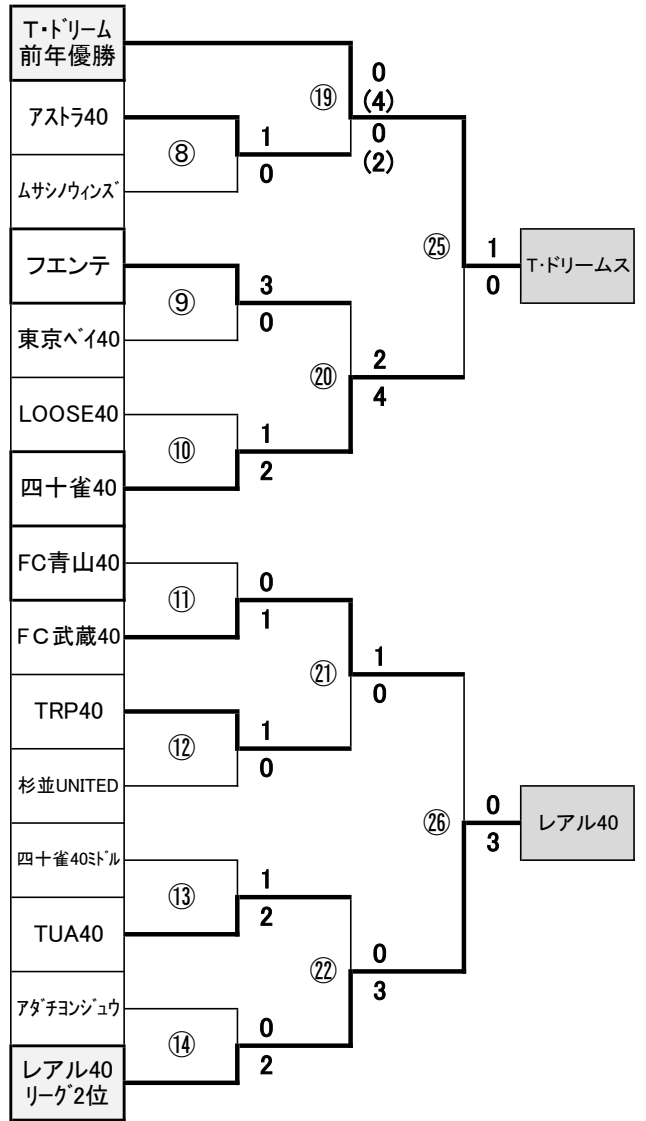 T・ドリーム
前年優勝
アストラ40
ムサシノウィンズ
フエンテ
東京ベイ40
LOOSE40
四十雀40
FC青山40
FC武蔵40
TRP40
杉並UNITED
四十雀40ミドル
TUA40
アダチヨンジュウ
レアル40
リーグ2位
⑧
1
0
⑨
3
0
⑩
1
2
⑪
0
1
⑫
1
0
⑬
1
2
⑭
0
2
⑲
0
(4)
0
(2)
⑳
2
4
㉑
1
0
㉒
0
3
㉕
1
0
㉖
0
3
T・ドリームス
レアル40